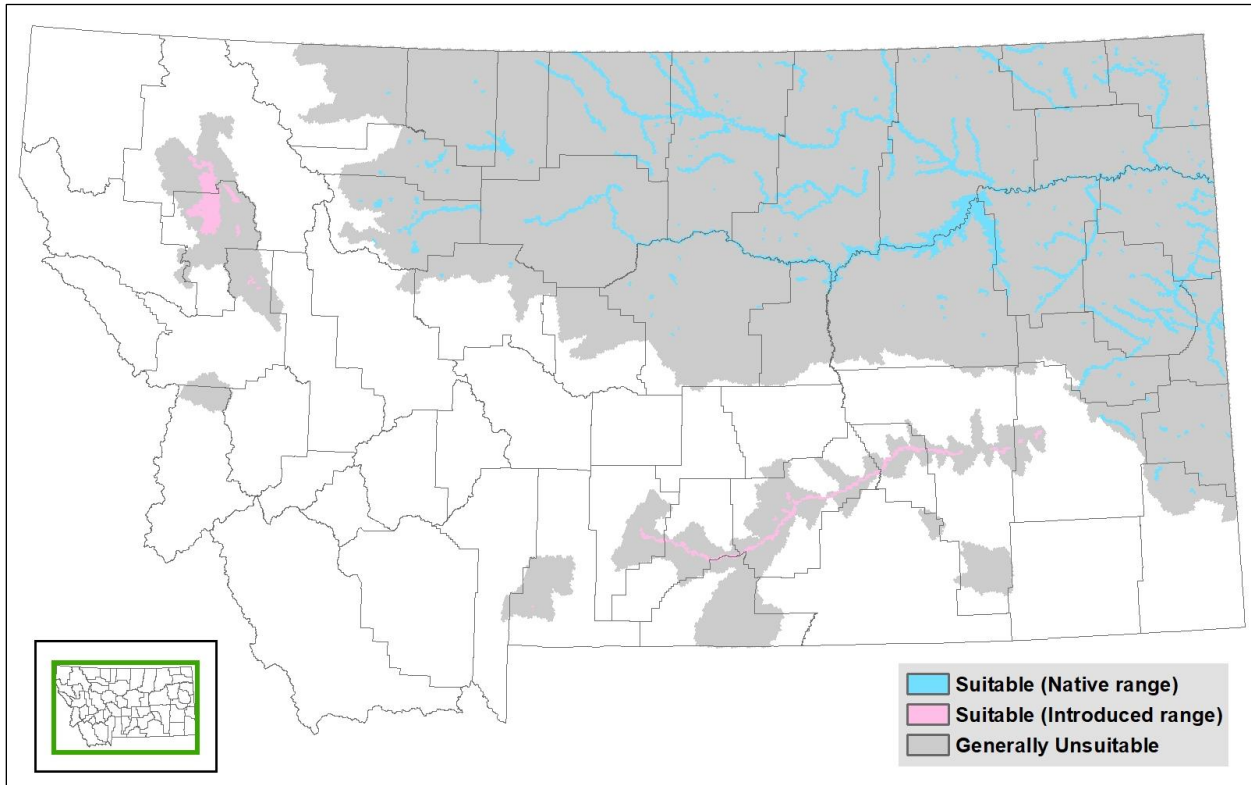 Suitable (Native range)
Suitable (Introduced range)
Generally Unsuitable